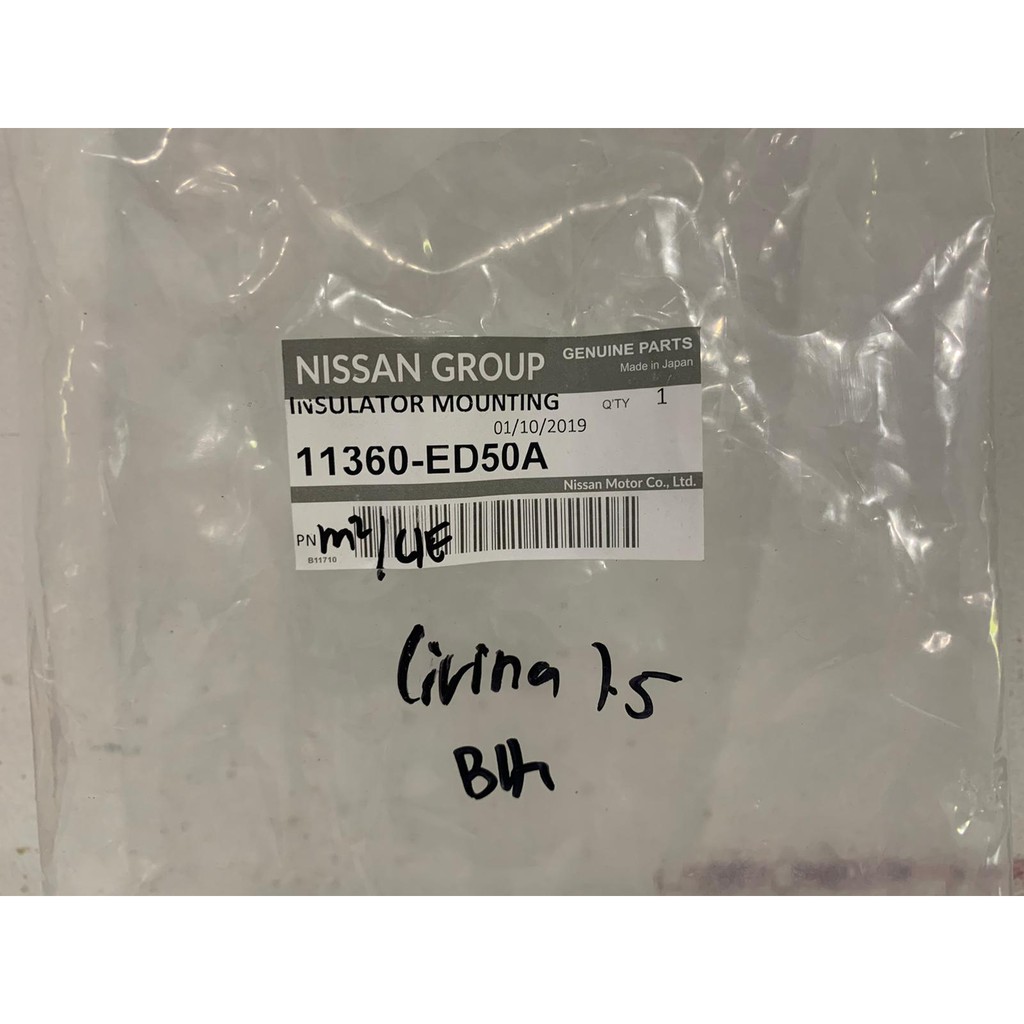 NISSAN GROUP GENUINE PARTS
Made in Japan
INSULATOR MOUNTING Q'TY 1
01/10/2019
11360-ED50A
Nissan Motor Co., Ltd.
PN m²/
B11710
Livina 1.5